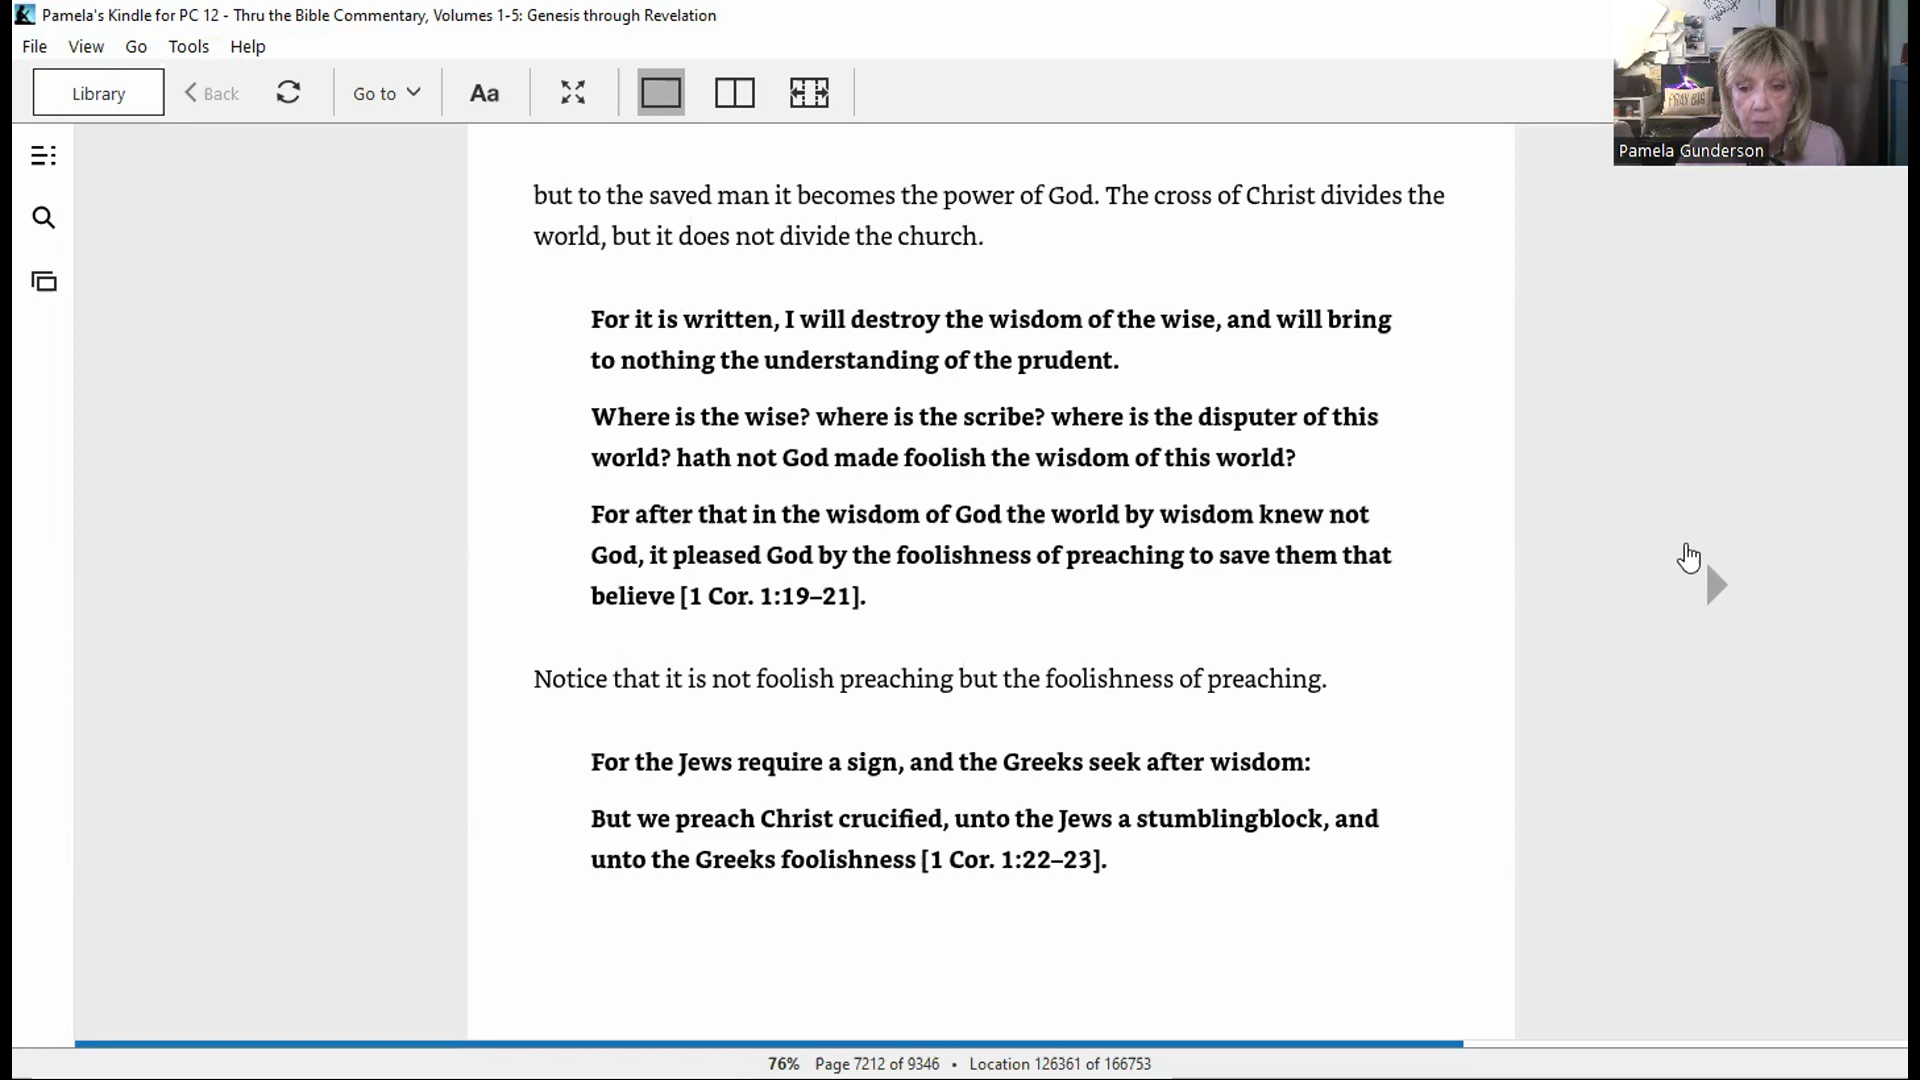 Pamela's Kindle for PC 12 - Thru the Bible Commentary, Volumes 1-5: Genesis through Revelation
File View Go Tools Help
Library Back Go to Aa
PRAY BIG
Pamela Gunderson
but to the saved man it becomes the power of God. The cross of Christ divides the
world, but it does not divide the church.
For it is written, I will destroy the wisdom of the wise, and will bring
to nothing the understanding of the prudent.
Where is the wise? where is the scribe? where is the disputer of this
world? hath not God made foolish the wisdom of this world?
For after that in the wisdom of God the world by wisdom knew not
God, it pleased God by the foolishness of preaching to save them that
believe [1 Cor. 1:19–21].
Notice that it is not foolish preaching but the foolishness of preaching.
For the Jews require a sign, and the Greeks seek after wisdom:
But we preach Christ crucified, unto the Jews a stumblingblock, and
unto the Greeks foolishness [1 Cor. 1:22–23].
76% Page 7212 of 9346 • Location 126361 of 166753